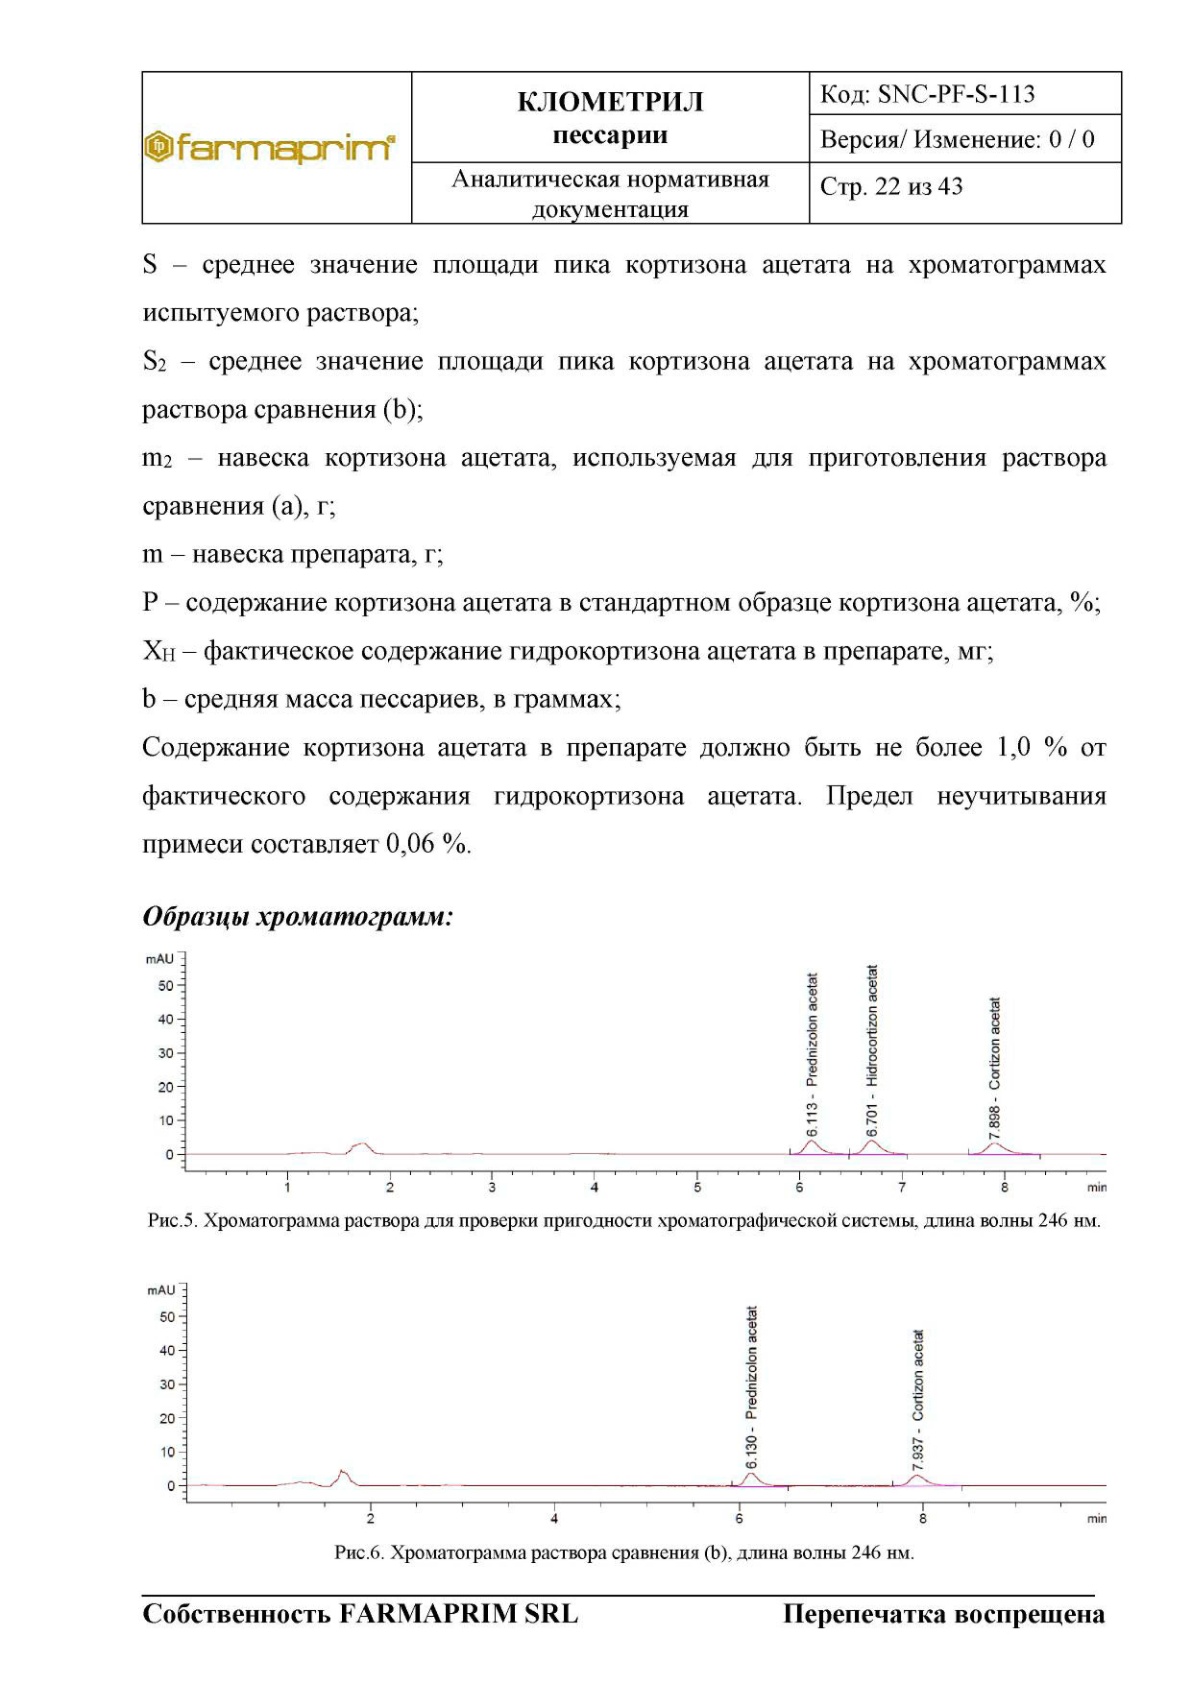 farmaprim
КЛОМЕТРИЛ
пессарии
Аналитическая нормативная
документация
Код: SNC-PF-S-113
Версия/ Изменение: 0 / 0
Стр. 22 из 43
S – среднее значение площади пика кортизона ацетата на хроматограммах
испытуемого раствора;
S2 – среднее значение площади пика кортизона ацетата на хроматограммах
раствора сравнения (b);
m2 – навеска кортизона ацетата, используемая для приготовления раствора
сравнения (a), г;
m – навеска препарата, г;
P – содержание кортизона ацетата в стандартном образце кортизона ацетата, %;
XH – фактическое содержание гидрокортизона ацетата в препарате, мг;
b – средняя масса пессариев, в граммах;
Содержание кортизона ацетата в препарате должно быть не более 1,0 % от
фактического содержания гидрокортизона ацетата. Предел неучитывания
примеси составляет 0,06 %.
Образцы хроматограмм:
mAU
50
40
30
20
10
0
6.113 - Prednizolon acetat
6.701 - Hidrocortizon acetat
7.898 - Cortizon acetat
1 2 3 4 5 6 7 8 min
Рис.5. Хроматограмма раствора для проверки пригодности хроматографической системы, длина волны 246 нм.
mAU
50
40
30
20
10
0
6.130 - Prednizolon acetat
7.937 - Cortizon acetat
2 4 6 8 min
Рис.6. Хроматограмма раствора сравнения (b), длина волны 246 нм.
Собственность FARMAPRIM SRL Перепечатка воспрещена